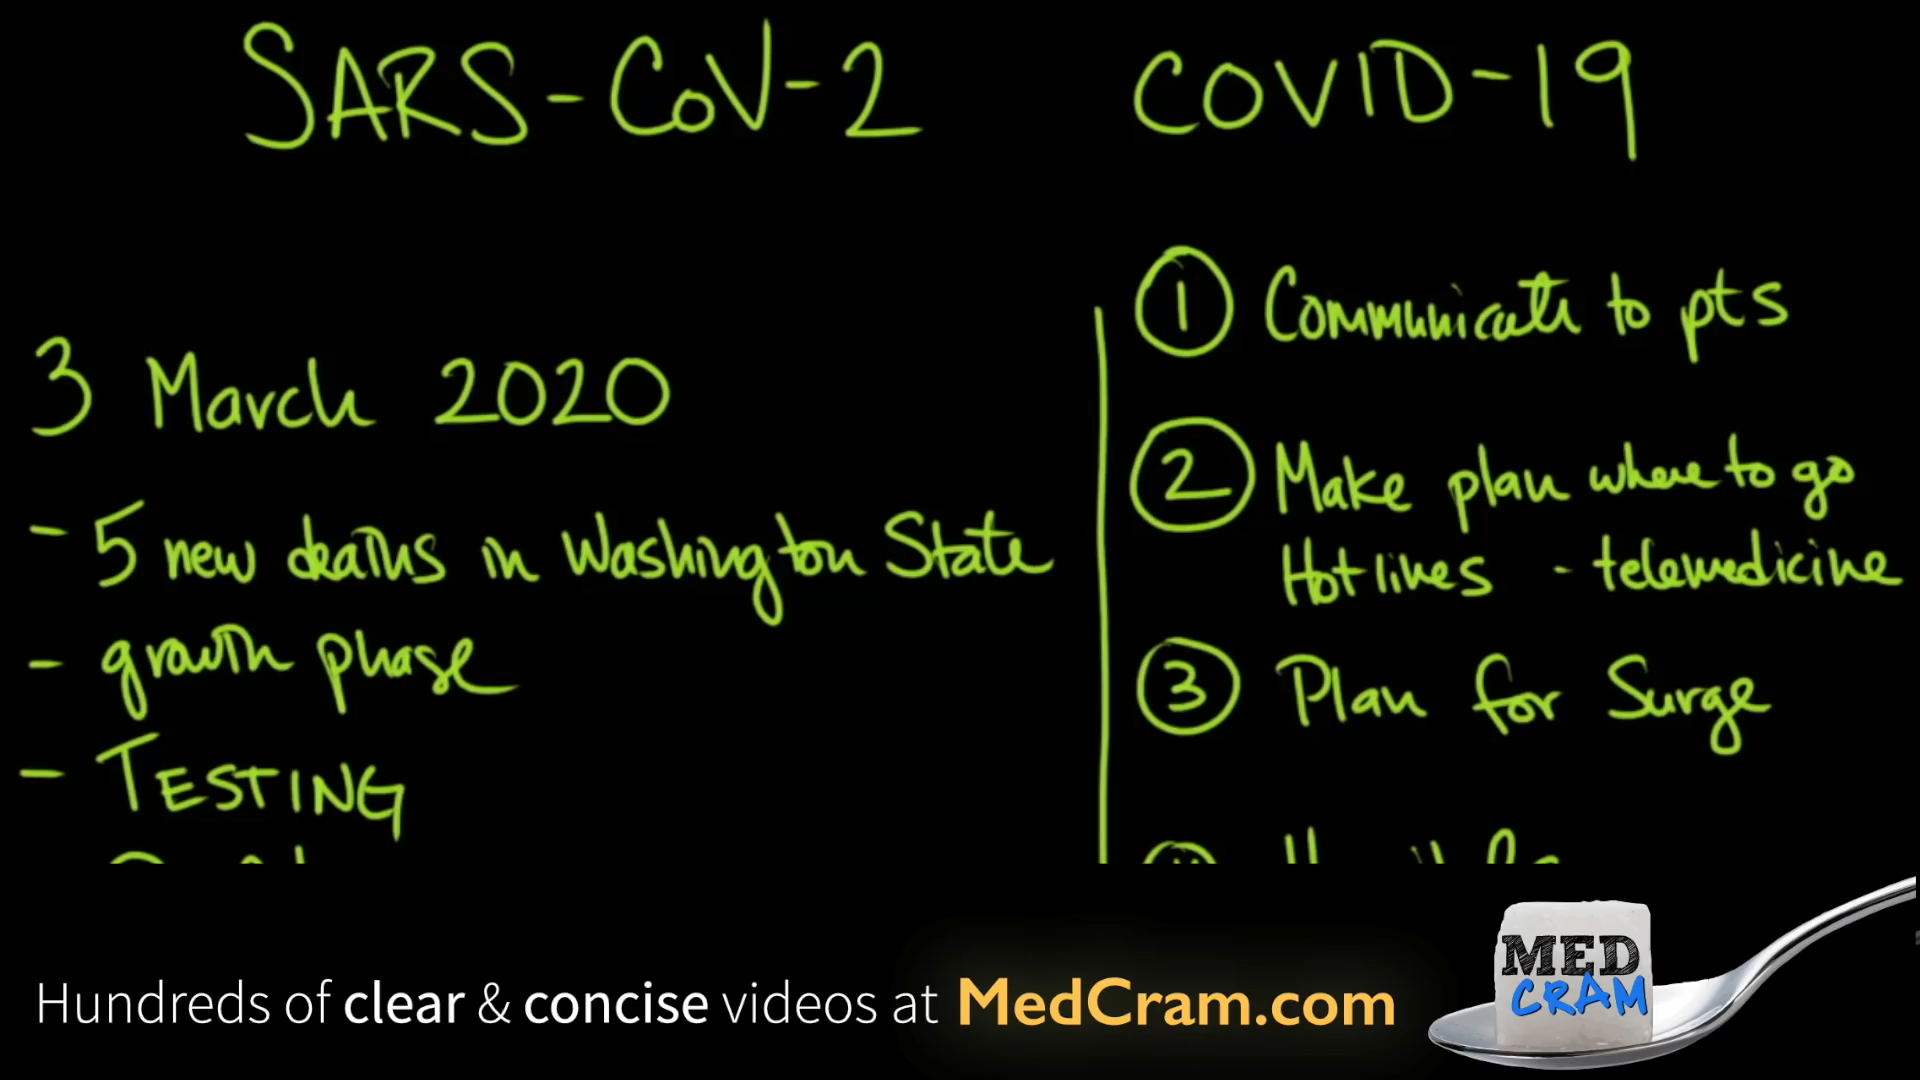 SARS-CoV-2
COVID-19
3 March 2020
- 5 new deaths in Washington State
- growth phase
- TESTING
① Communicate to pts
② Make plan where to go
Hotlines - telemedicine
③ Plan for Surge
Hundreds of clear & concise videos at MedCram.com
MED
CRAM